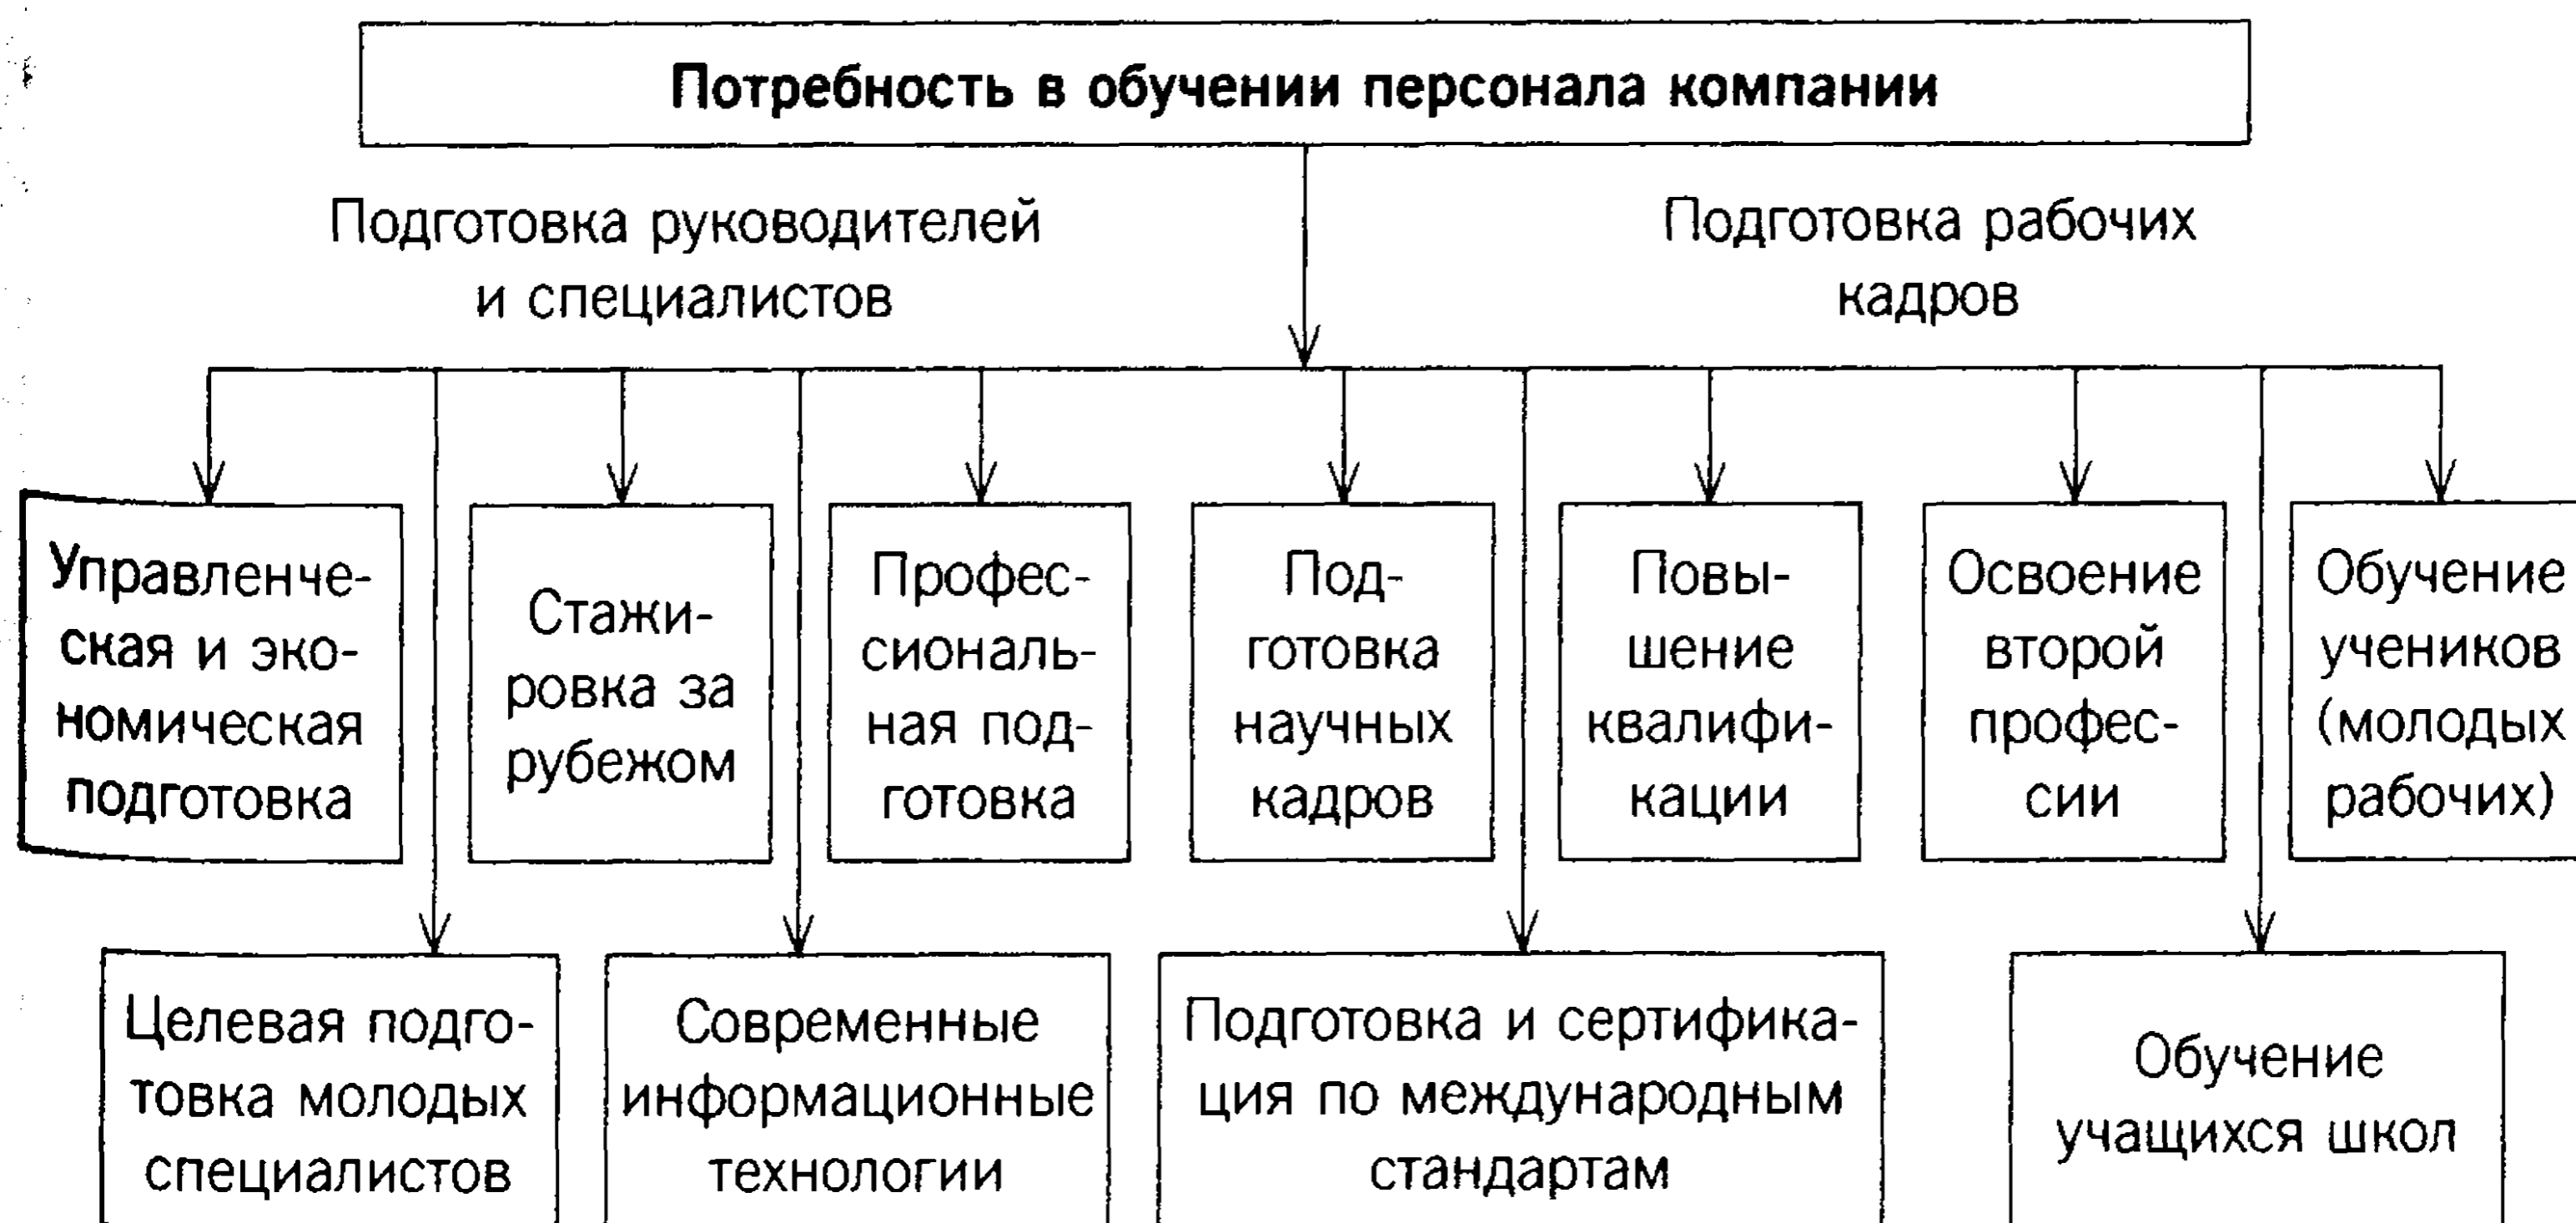 Потребность в обучении персонала компании
Подготовка руководителей
и специалистов
Подготовка рабочих
кадров
Управленче-
ская и эко-
номическая
подготовка
Стажи-
ровка за
рубежом
Профес-
сиональ-
ная под-
готовка
Под-
готовка
научных
кадров
Повы-
шение
квалифи-
кации
Освоение
второй
профес-
сии
Обучение
учеников
(молодых
рабочих)
Целевая подго-
товка молодых
специалистов
Современные
информационные
технологии
Подготовка и сертифика-
ция по международным
стандартам
Обучение
учащихся школ